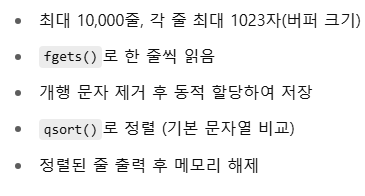 • 최대 10,000줄, 각 줄 최대 1023자(버퍼 크기)
• fgets()로 한 줄씩 읽음
• 개행 문자 제거 후 동적 할당하여 저장
• qsort()로 정렬 (기본 문자열 비교)
• 정렬된 줄 출력 후 메모리 해제